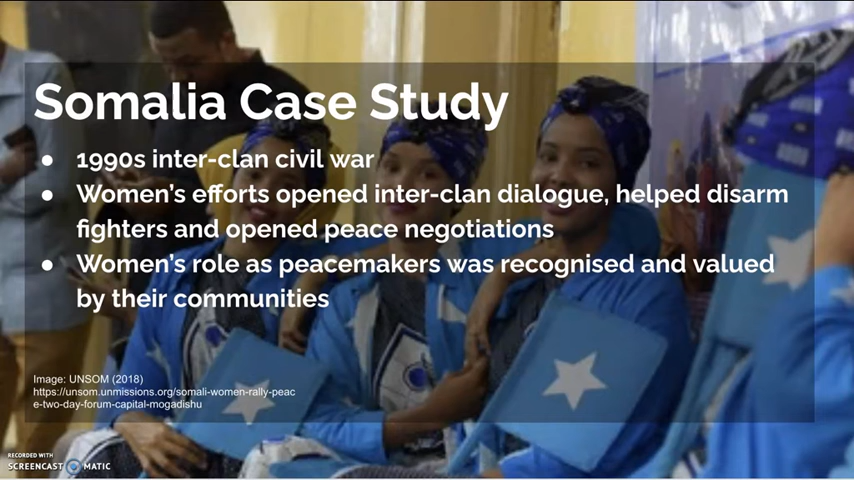 Somalia Case Study
● 1990s inter-clan civil war
● Women's efforts opened inter-clan dialogue, helped disarm
fighters and opened peace negotiations
● Women's role as peacemakers was recognised and valued
by their communities
Image: UNSOM (2018)
https://unsom.unmissions.org/somali-women-rally-peac
e-two-day-forum-capital-mogadishu
RECORDED WITH
SCREENCAST MATIC